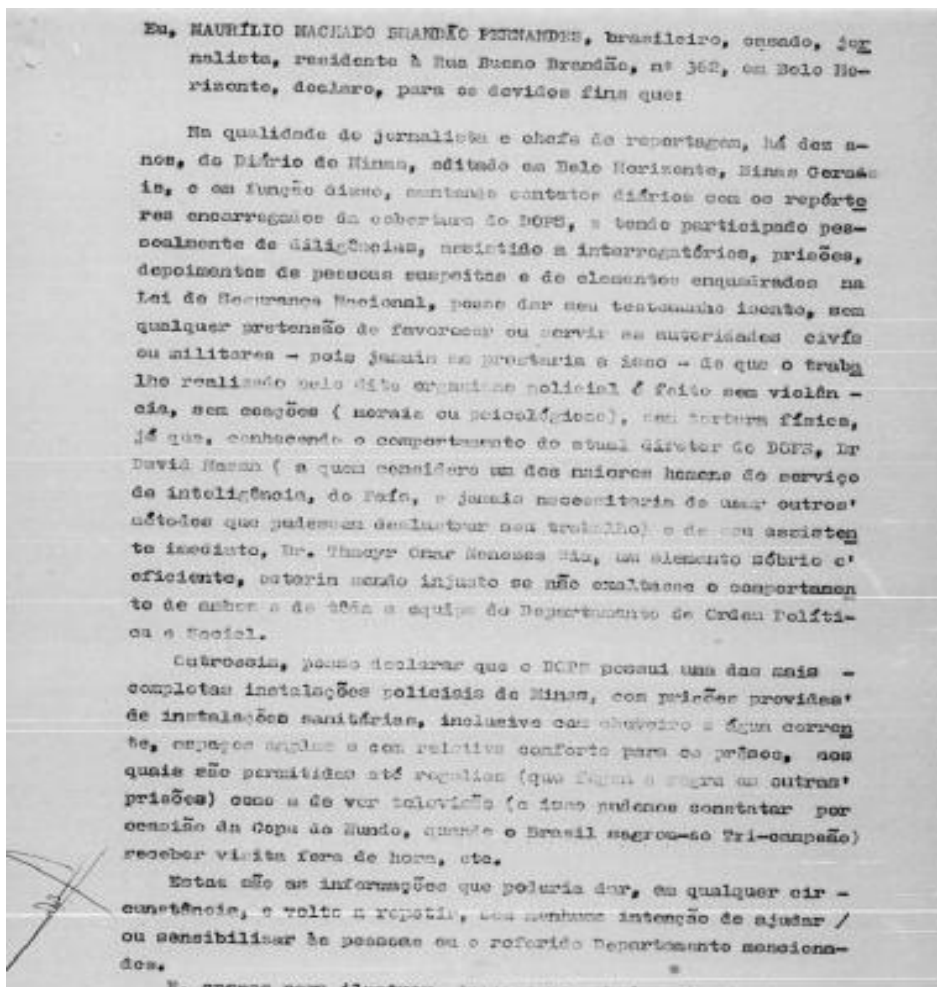 Eu, MAURÍLIO MACHADO BRANDÃO FERNANDES, brasileiro, casado, jor
nalista, residente à Rua Bueno Brandão, nº 362, em Belo Ho-
rizonte, declaro, para os devidos fins que:
Na qualidade de jornalista e chefe de reportagem, há dez a-
nos, do Diário de Minas, editado em Belo Horizonte, Minas Gerais
is, e em função disso, mantendo contatos diários com os repórte
res encarregados da cobertura do DOPS, e tendo participado pes-
soalmente de diligências, assistido a interrogatórios, prisões,
depoimentos de pessoas suspeitas e de elementos enquadrados na
Lei de Segurança Nacional, posso dar meu testemunho isento, sem
qualquer pretensão de favorecer ou servir as autoridades civis
ou militares - pois jamais me prestaria a isso - de que o traba
lho realizado pelo dito organismo policial é feito sem violên -
cia, sem coações ( morais ou psicológicas), sem tortura física,
já que, conhecendo o comportamento do atual diretor do DOPS, Dr
David Hazan ( a quem considero um dos maiores homens do serviço
de inteligência, do País, e jamais necessitaria de usar outros'
métodos que pudessem deslustrar seu trabalho) e de seu assisten
te imediato, Dr. Thacyr Omar Menezes Sia, um elemento sóbrio e'
eficiente, estaria sendo injusto se não exaltasse o comportamen
to de ambos e de tôda a equipe do Departamento de Ordem Políti-
ca e Social.
Outrossim, posso declarar que o DOPS possui uma das mais -
completas instalações policiais de Minas, com prisões providas'
de instalações sanitárias, inclusive com chuveiro e água corren
te, espaços amplos e com relativo conforto para os prêsos, aos
quais são permitidas até regalias (que fogem a regra em outras'
prisões) como a de ver televisão (e isso pudemos constatar por
ocasião da Copa do Mundo, quando o Brasil sagrou-se Tri-campeão)
receber visita fora de hora, etc.
Estas são as informações que poderia dar, em qualquer cir -
cunstância, e volto a repetir, sem nenhuma intenção de ajudar /
ou sensibilizar às pessoas ou o referido Departamento menciona-
dos.